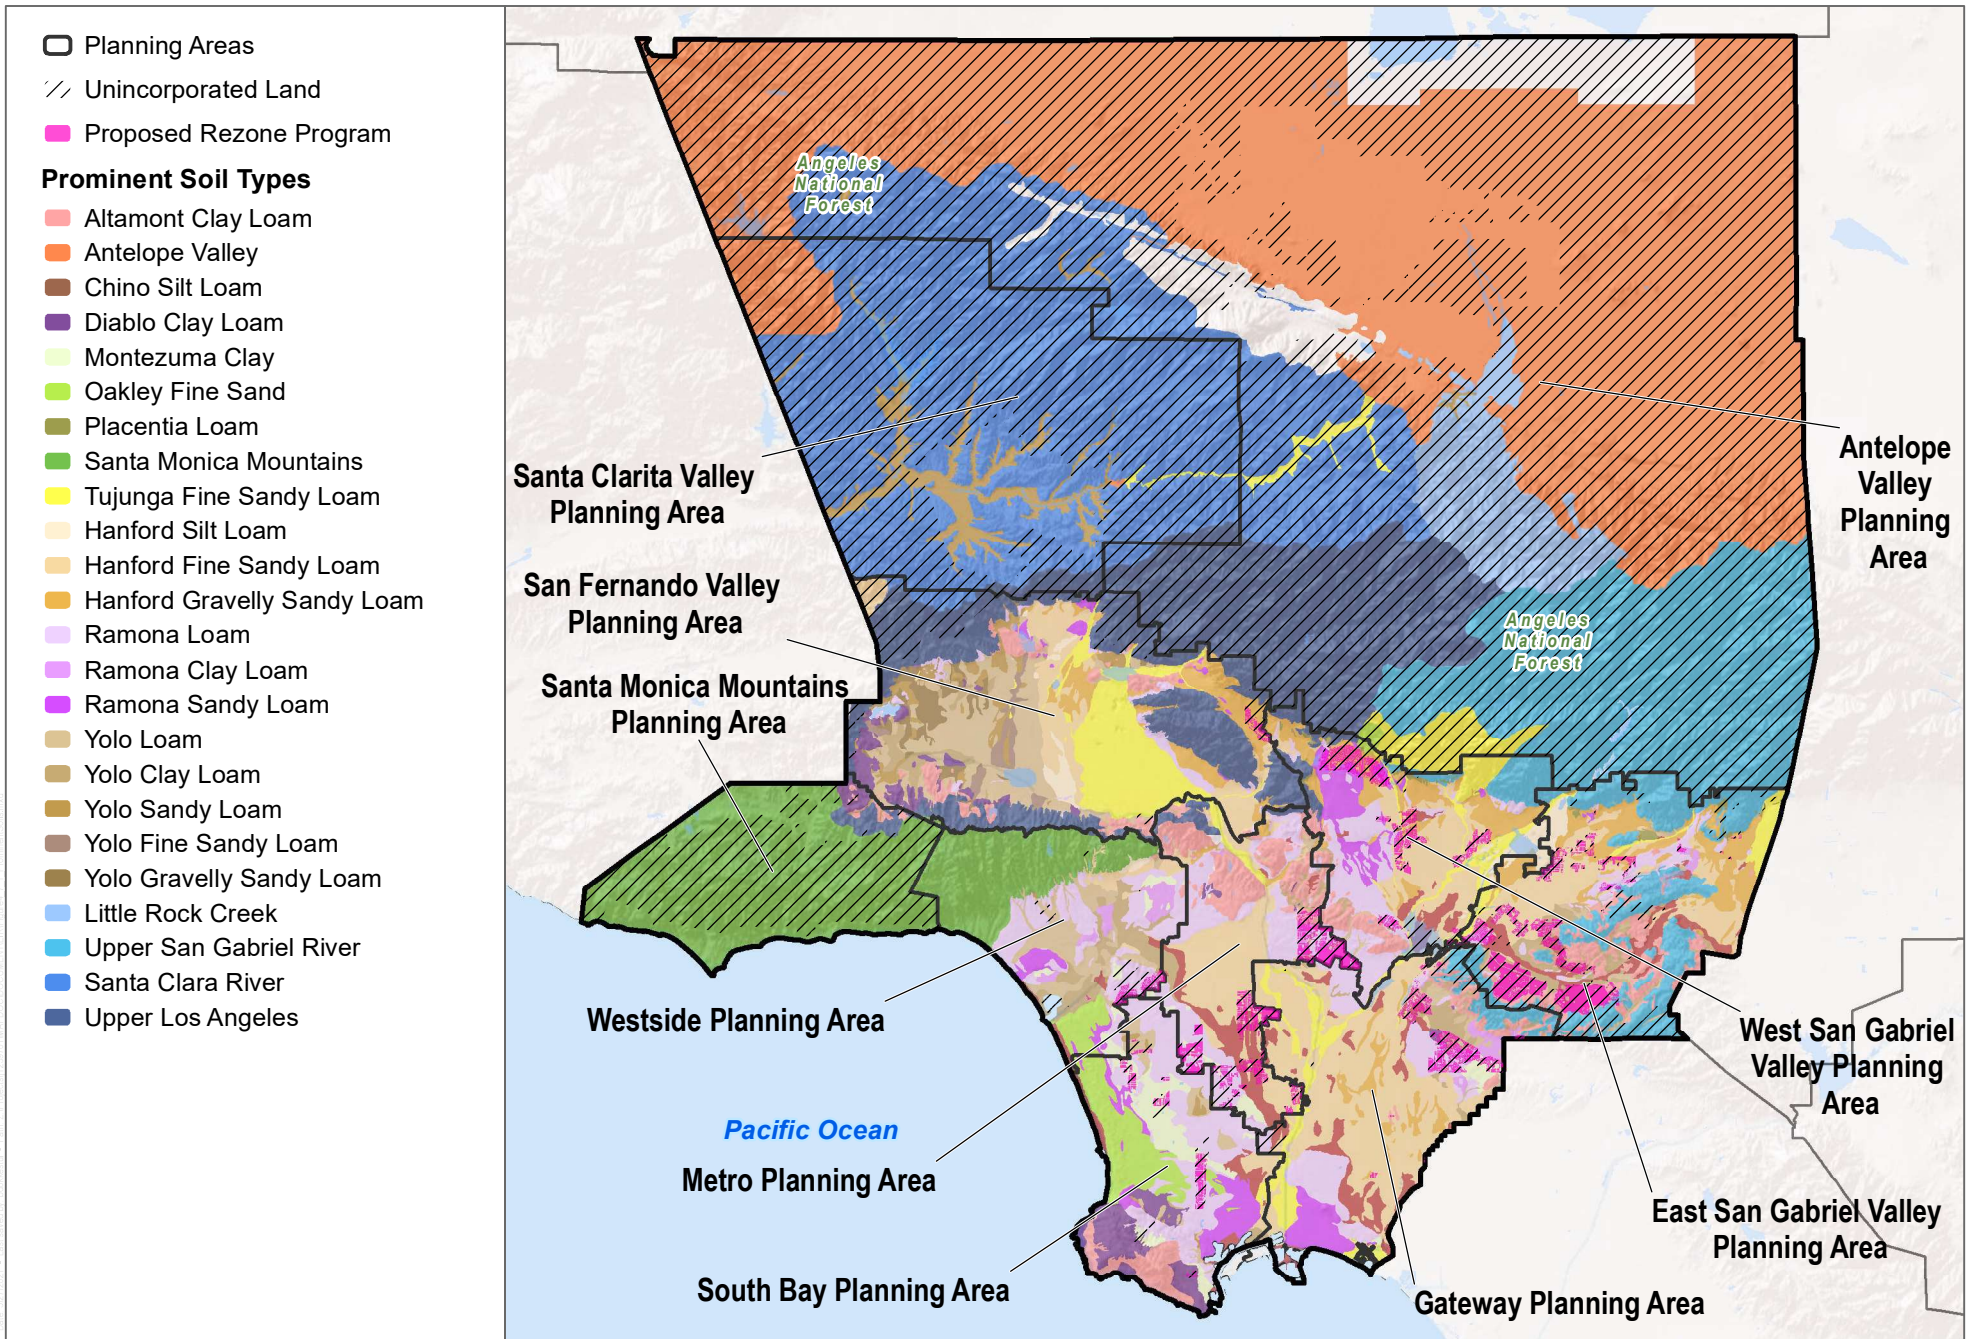 Planning Areas
Unincorporated Land
Proposed Rezone Program
Prominent Soil Types
Altamont Clay Loam
Antelope Valley
Chino Silt Loam
Diablo Clay Loam
Montezuma Clay
Oakley Fine Sand
Placentia Loam
Santa Monica Mountains
Tujunga Fine Sandy Loam
Hanford Silt Loam
Hanford Fine Sandy Loam
Hanford Gravelly Sandy Loam
Ramona Loam
Ramona Clay Loam
Ramona Sandy Loam
Yolo Loam
Yolo Clay Loam
Yolo Sandy Loam
Yolo Fine Sandy Loam
Yolo Gravelly Sandy Loam
Little Rock Creek
Upper San Gabriel River
Santa Clara River
Upper Los Angeles
Angeles
National
Forest
Santa Clarita Valley
Planning Area
Antelope
Valley
Planning
Area
San Fernando Valley
Planning Area
Angeles
National
Forest
Santa Monica Mountains
Planning Area
Westside Planning Area
West San Gabriel
Valley Planning
Area
Pacific Ocean
Metro Planning Area
East San Gabriel Valley
Planning Area
South Bay Planning Area
Gateway Planning Area